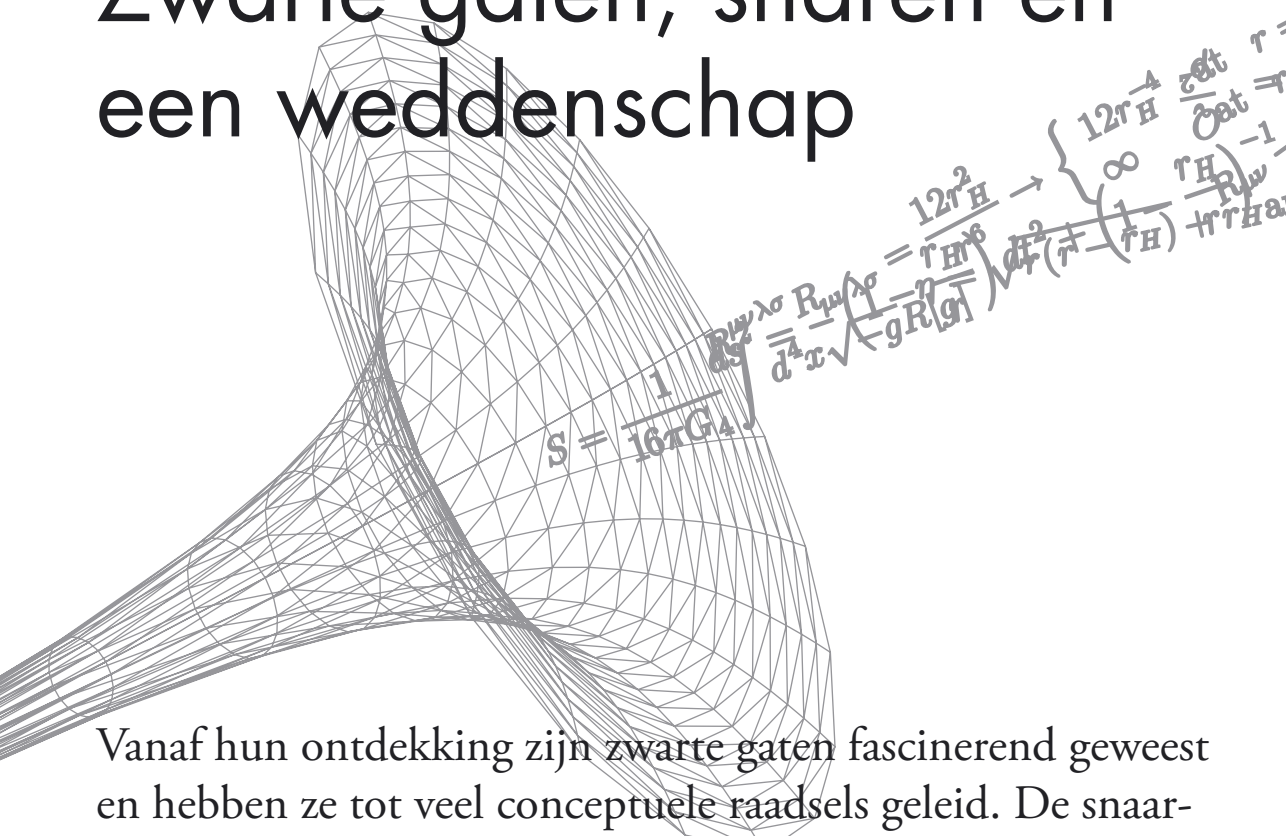 Zwarte gaten, snaren en
een weddenschap
S = 1/16πG₄ ∫ d⁴x√−gR[g]
Vanaf hun ontdekking zijn zwarte gaten fascinerend geweest
en hebben ze tot veel conceptuele raadsels geleid. De snaar-